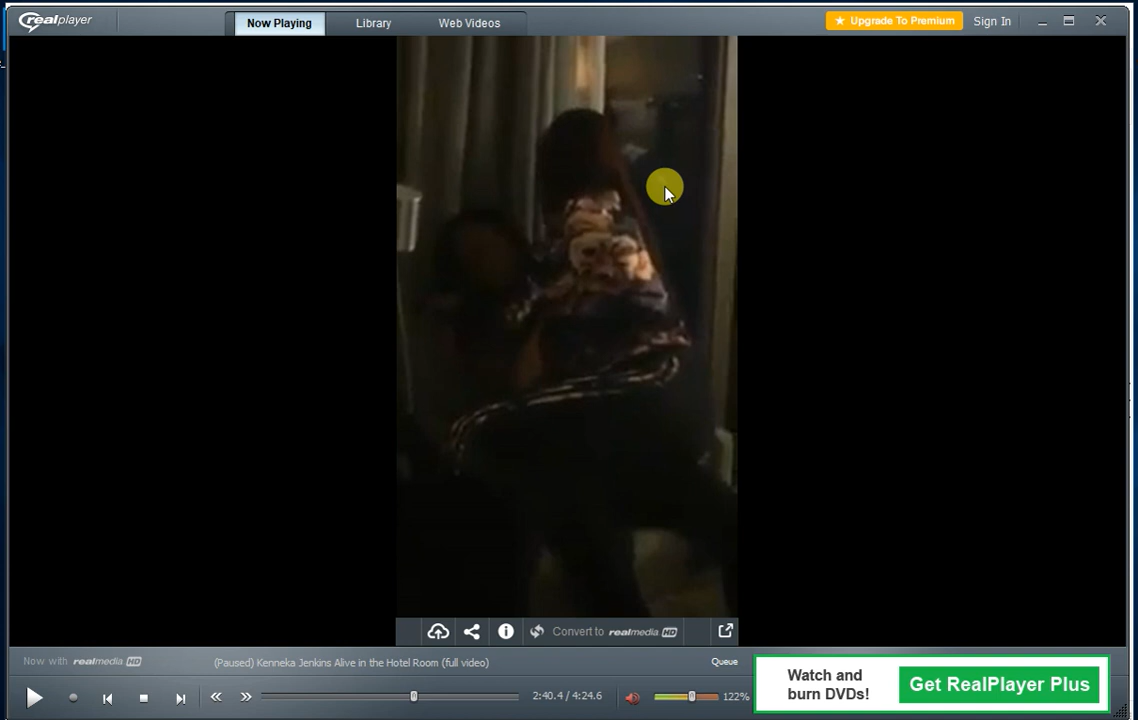 realplayer
Now Playing
Library
Web Videos
Upgrade To Premium
Sign In
Convert to realmedia HD
Now with realmedia HD
(Paused) Kenneka Jenkins Alive in the Hotel Room (full video)
Queue
Watch and
burn DVDs!
Get RealPlayer Plus
2:40.4 / 4:24.6
122%